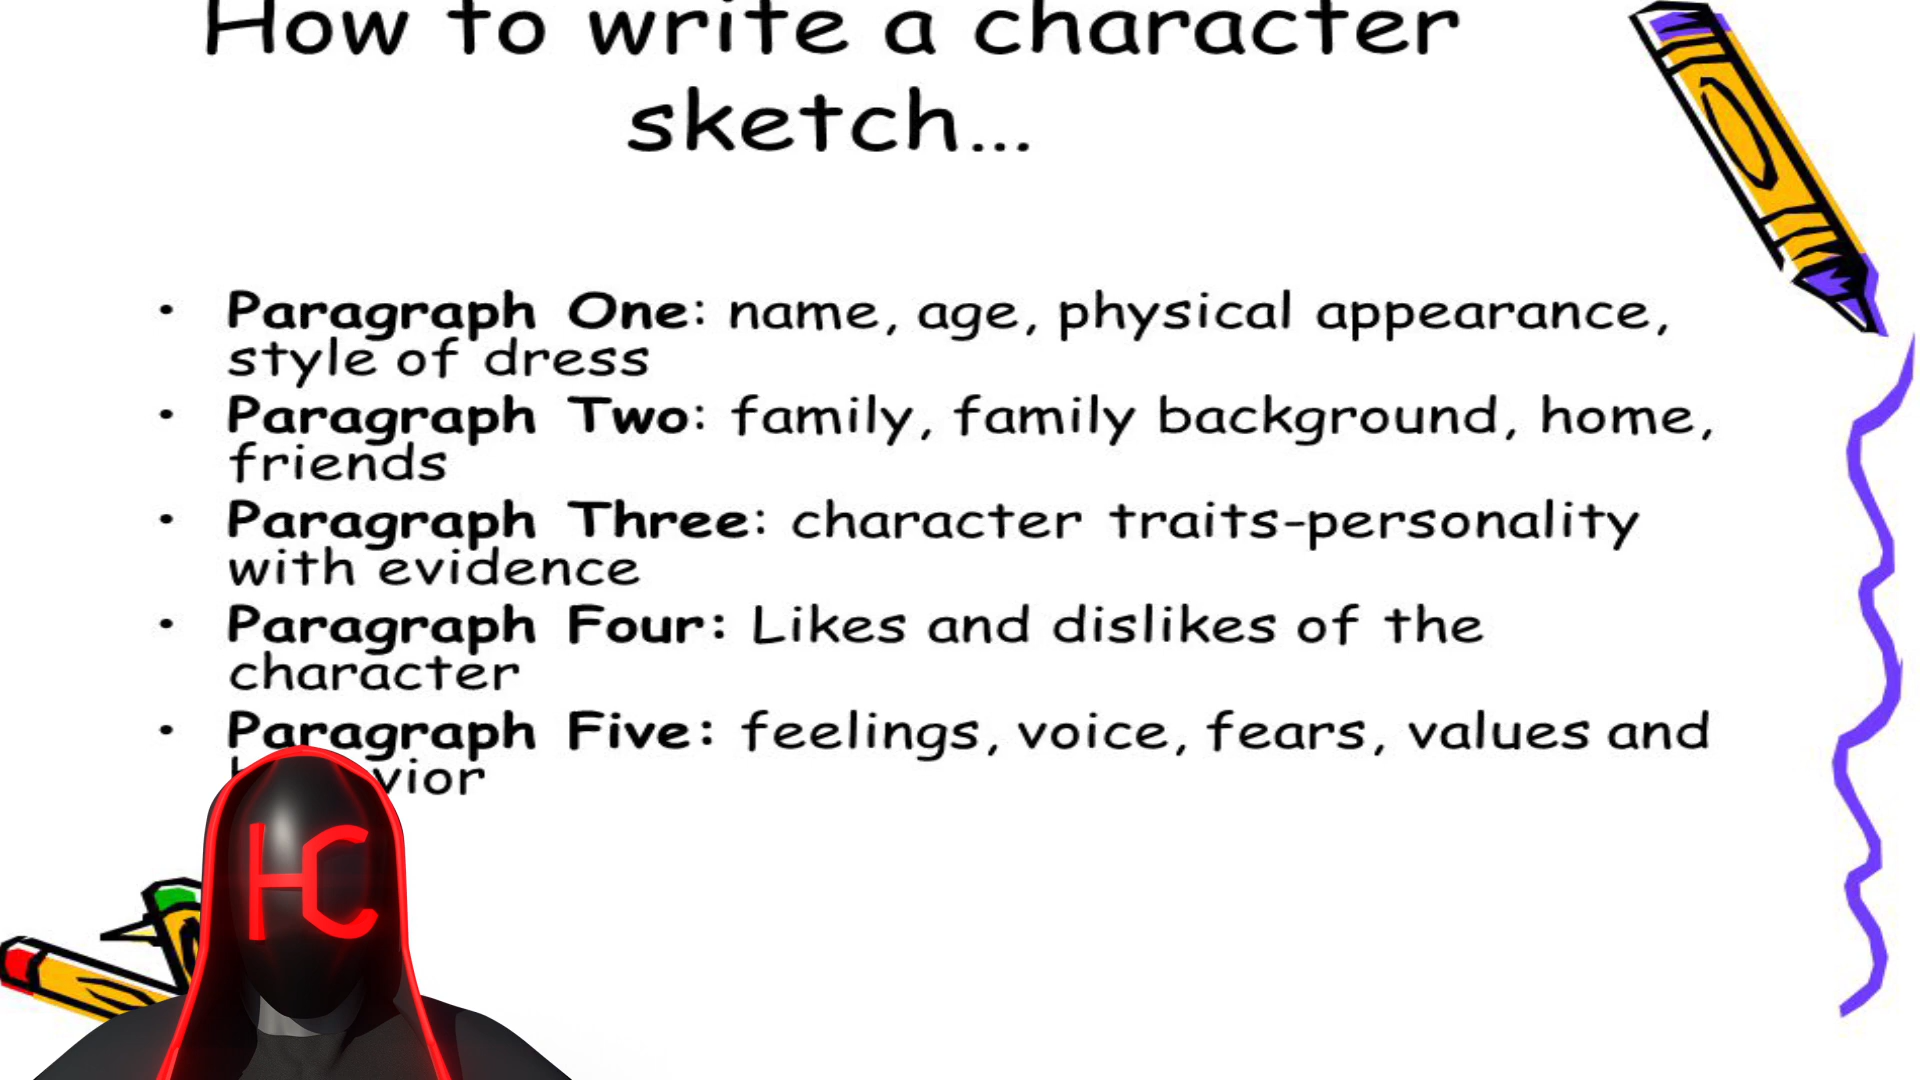 How to write a character
sketch...
• Paragraph One: name, age, physical appearance,
style of dress
• Paragraph Two: family, family background, home,
friends
• Paragraph Three: character traits-personality
with evidence
• Paragraph Four: Likes and dislikes of the
character
• Paragraph Five: feelings, voice, fears, values and
HC